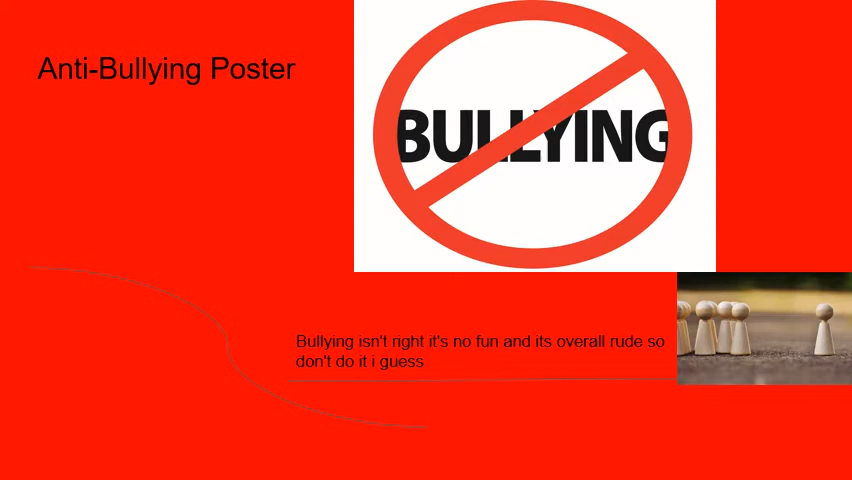 Anti-Bullying Poster
BULLYING
Bullying isn't right it's no fun and its overall rude so
don't do it i guess